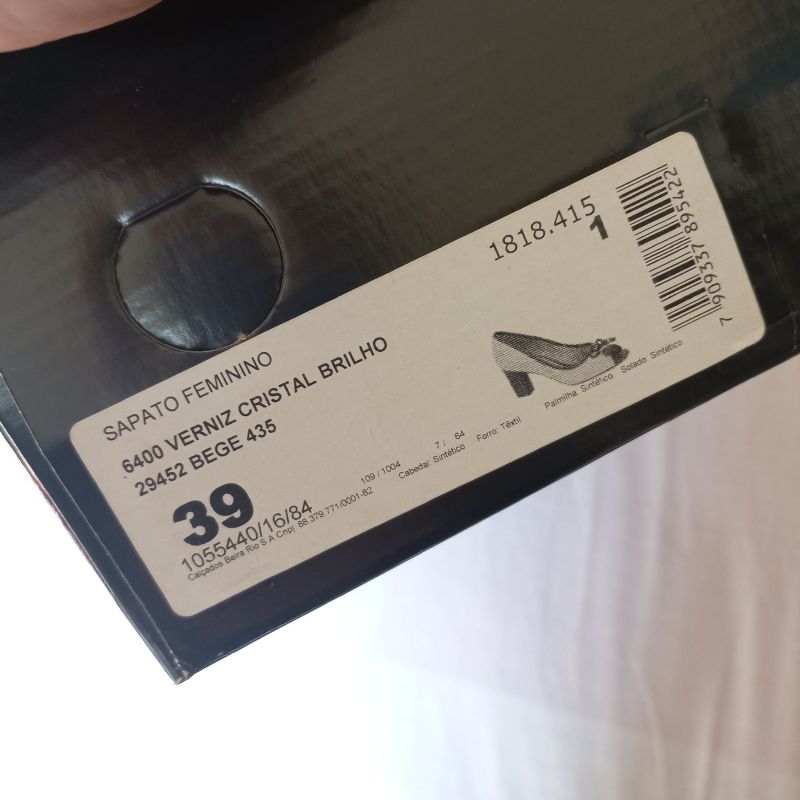 SAPATO FEMININO
6400 VERNIZ CRISTAL BRILHO
29452 BEGE 435
39
1055440/16/84
Calçados Beira Rio S A Cnpj 88.379.771/0001-82
109 / 1004
7 / 64
Cabedal: Sintético
Forro: Têxtil
Palmilha Sintético
Solado Sintético
1818.415
1
7 909337 895422